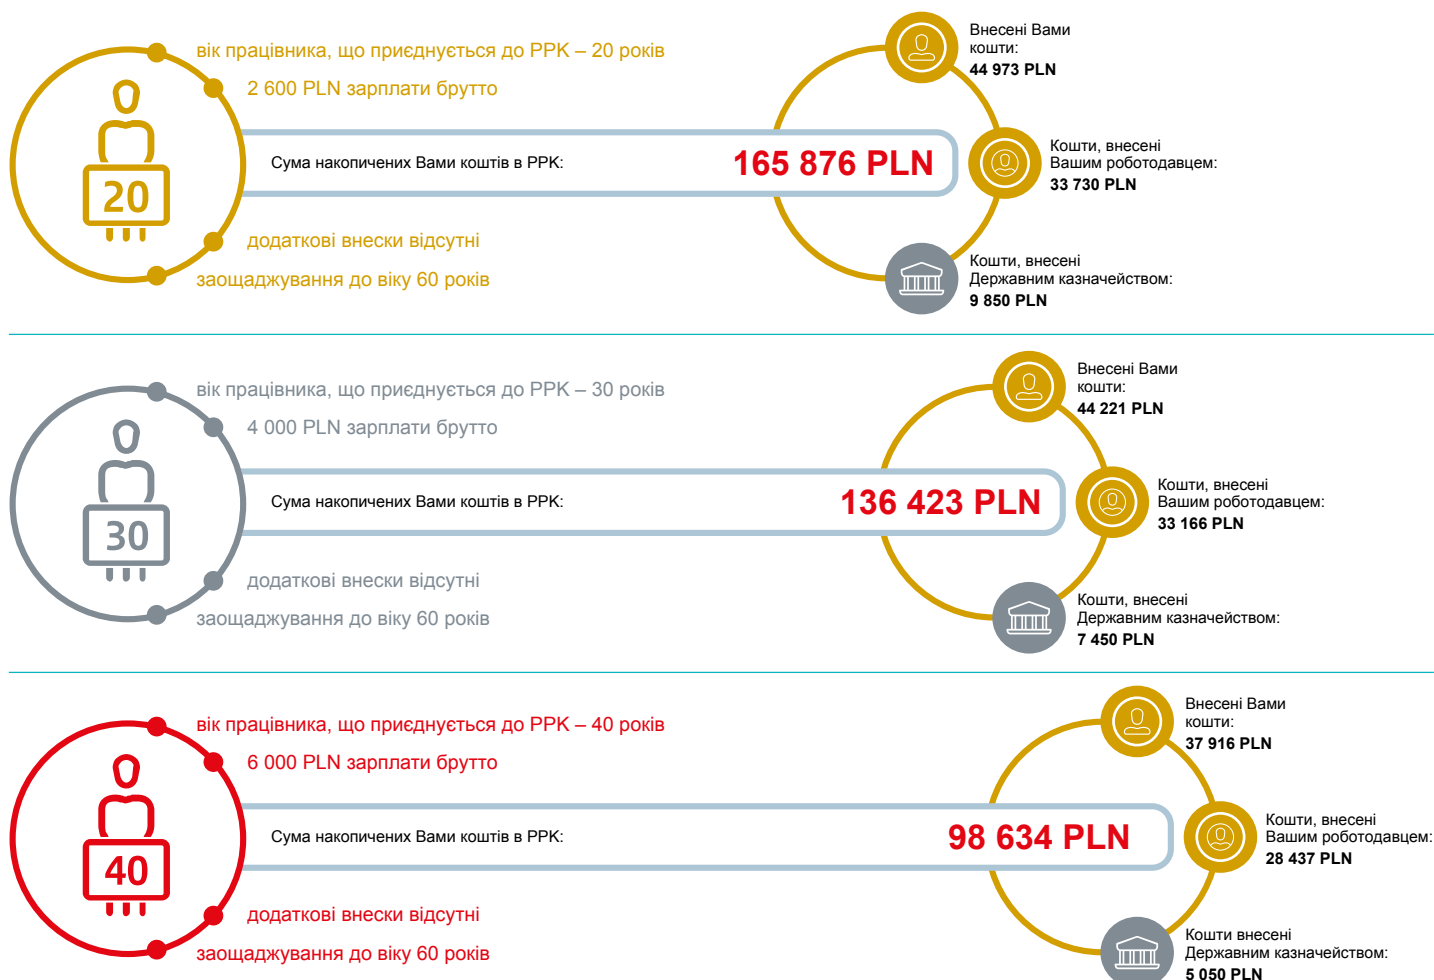 вік працівника, що приєднується до PPK – 20 років
2 600 PLN зарплати брутто
20
Сума накопичених Вами коштів в PPK:
165 876 PLN
додаткові внески відсутні
заощаджування до віку 60 років
Внесені Вами
кошти:
44 973 PLN
Кошти, внесені
Вашим роботодавцем:
33 730 PLN
Кошти, внесені
Державним казначейством:
9 850 PLN
вік працівника, що приєднується до PPK – 30 років
4 000 PLN зарплати брутто
30
Сума накопичених Вами коштів в PPK:
136 423 PLN
додаткові внески відсутні
заощаджування до віку 60 років
Внесені Вами
кошти:
44 221 PLN
Кошти, внесені
Вашим роботодавцем:
33 166 PLN
Кошти, внесені
Державним казначейством:
7 450 PLN
вік працівника, що приєднується до PPK – 40 років
6 000 PLN зарплати брутто
40
Сума накопичених Вами коштів в PPK:
98 634 PLN
додаткові внески відсутні
заощаджування до віку 60 років
Внесені Вами
кошти:
37 916 PLN
Кошти, внесені
Вашим роботодавцем:
28 437 PLN
Кошти внесені
Державним казначейством:
5 050 PLN